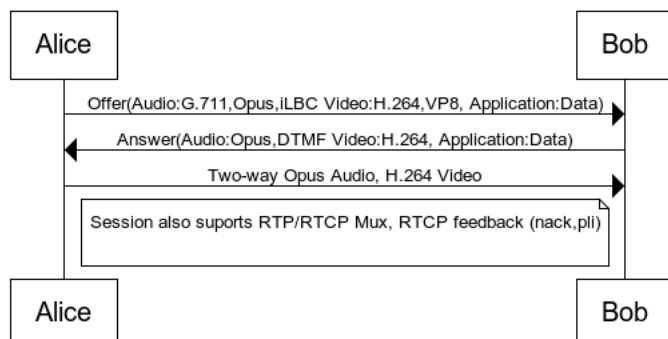 Alice
Bob
Offer(Audio:G.711,Opus,iLBC Video:H.264,VP8, Application:Data)
Answer(Audio:Opus,DTMF Video:H.264, Application:Data)
Two-way Opus Audio, H.264 Video
Session also suports RTP/RTCP Mux, RTCP feedback (nack,pli)
Alice
Bob